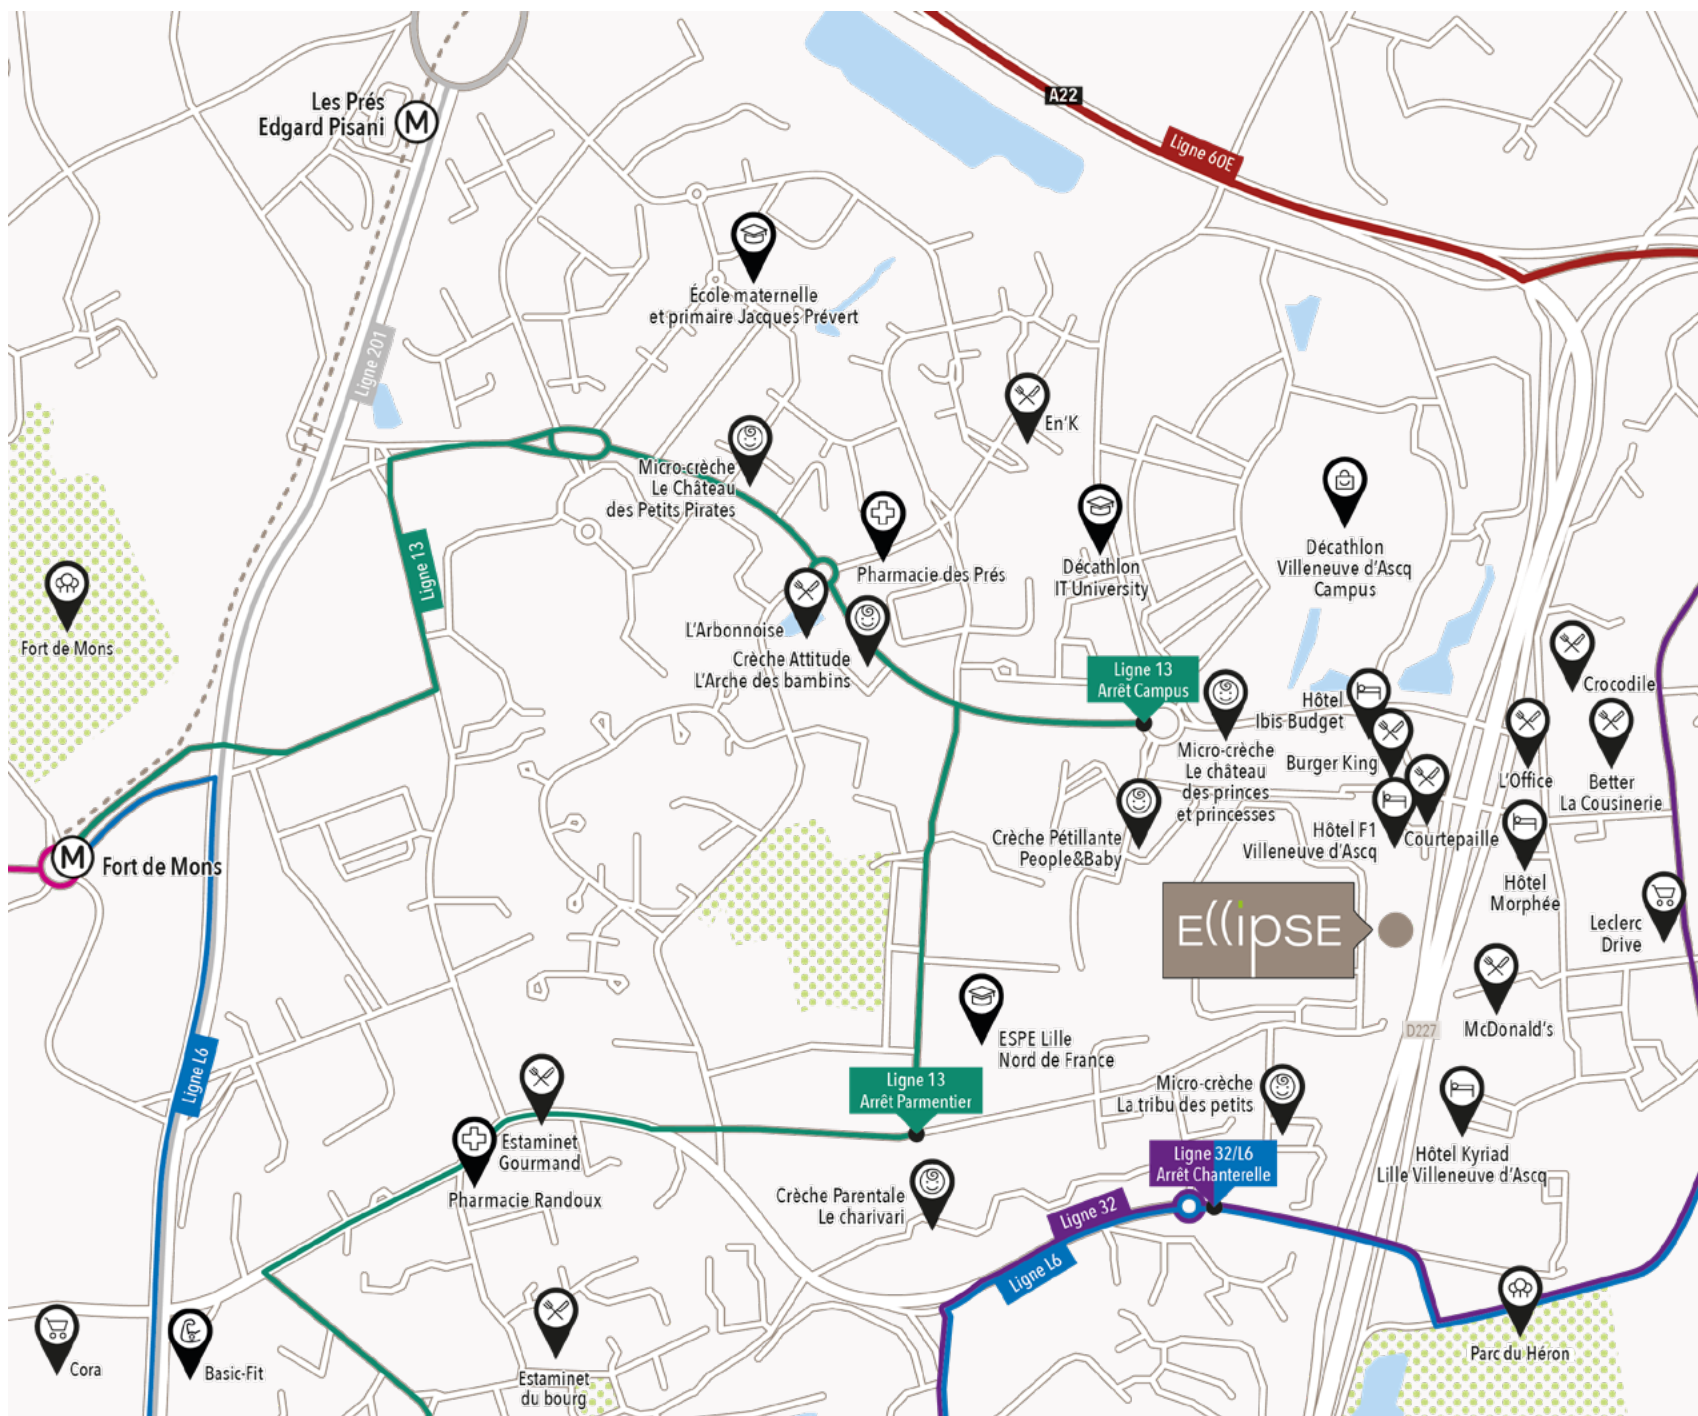 Les Prés
Edgard Pisani
M
A22
Ligne 60E
École maternelle
et primaire Jacques Prévert
Ligne 201
En'K
Micro-crèche
Le Château
des Petits Pirates
Ligne 13
Pharmacie des Prés
Décathlon
IT University
Décathlon
Villeneuve d'Ascq
Campus
Fort de Mons
L'Arbonnoise
Crèche Attitude
L'Arche des bambins
Ligne 13
Arrêt Campus
Hôtel
Ibis Budget
Crocodile
Micro-crèche
Le château
des princes
et princesses
Burger King
L'Office
Better
La Cousinerie
Crèche Pétillante
People&Baby
Hôtel F1
Villeneuve d'Ascq
Courtepaille
M
Fort de Mons
Hôtel
Morphée
Leclerc
Drive
EllipSE
McDonald's
D227
ESPE Lille
Nord de France
Ligne L6
Ligne 13
Arrêt Parmentier
Micro-crèche
La tribu des petits
Estaminet
Gourmand
Pharmacie Randoux
Ligne 32/L6
Arrêt Chanterelle
Hôtel Kyriad
Lille Villeneuve d'Ascq
Crèche Parentale
Le charivari
Ligne 32
Ligne L6
Cora
Basic-Fit
Estaminet
du bourg
Parc du Héron